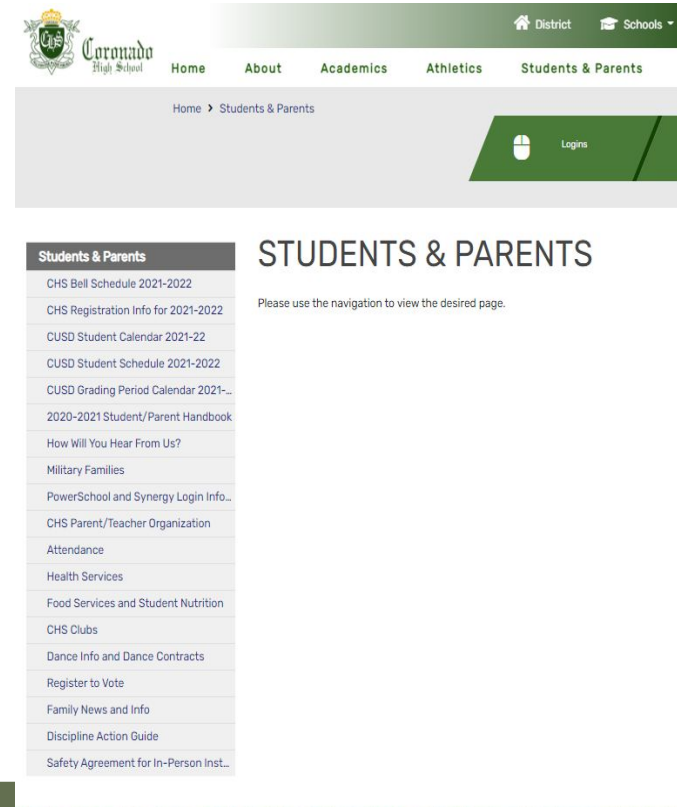 District
Schools
CHS
Coronado
High School
Home
About
Academics
Athletics
Students & Parents
Home > Students & Parents
Logins
Students & Parents
CHS Bell Schedule 2021-2022
CHS Registration Info for 2021-2022
CUSD Student Calendar 2021-22
CUSD Student Schedule 2021-2022
CUSD Grading Period Calendar 2021-...
2020-2021 Student/Parent Handbook
How Will You Hear From Us?
Military Families
PowerSchool and Synergy Login Info...
CHS Parent/Teacher Organization
Attendance
Health Services
Food Services and Student Nutrition
CHS Clubs
Dance Info and Dance Contracts
Register to Vote
Family News and Info
Discipline Action Guide
Safety Agreement for In-Person Inst...
STUDENTS & PARENTS
Please use the navigation to view the desired page.